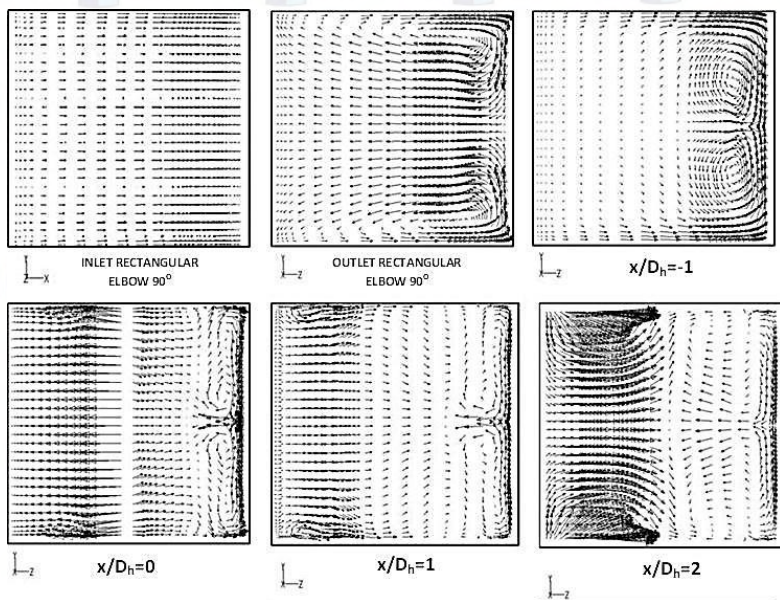 INLET RECTANGULAR
ELBOW 90°
OUTLET RECTANGULAR
ELBOW 90°
x/Dₕ=-1
x/Dₕ=0
x/Dₕ=1
x/Dₕ=2